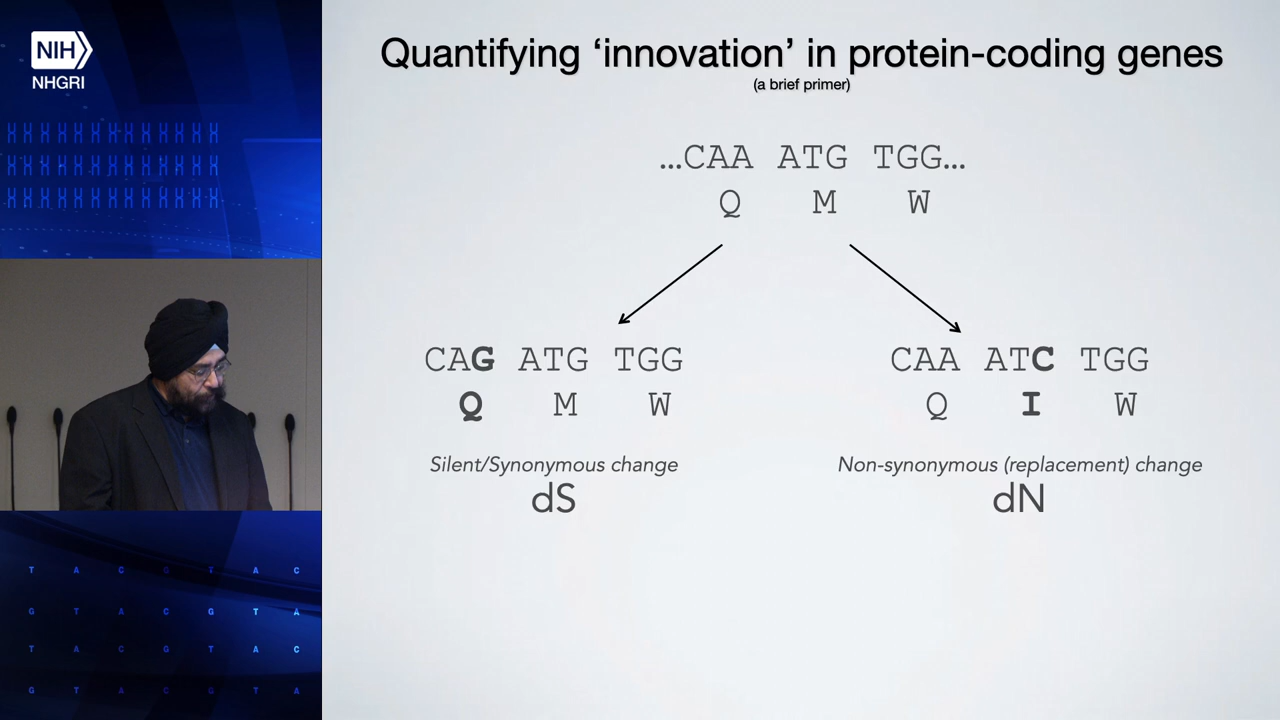 NIH
NHGRI
Quantifying ‘innovation’ in protein-coding genes
(a brief primer)
...CAA ATG TGG...
Q M W
CAG ATG TGG
Q M W
Silent/Synonymous change
dS
CAA ATC TGG
Q I W
Non-synonymous (replacement) change
dN
T A C G T A C
G T A C G T A
T A C G T A C
G T A C G T A